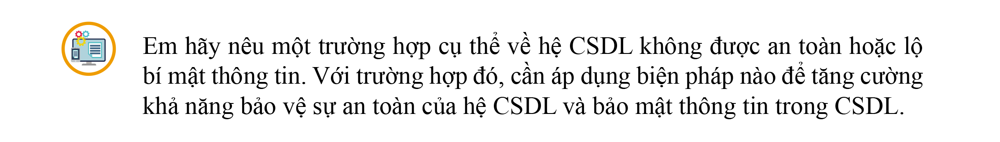 Em hãy nêu một trường hợp cụ thể về hệ CSDL không được an toàn hoặc lộ
bí mật thông tin. Với trường hợp đó, cần áp dụng biện pháp nào để tăng cường
khả năng bảo vệ sự an toàn của hệ CSDL và bảo mật thông tin trong CSDL.